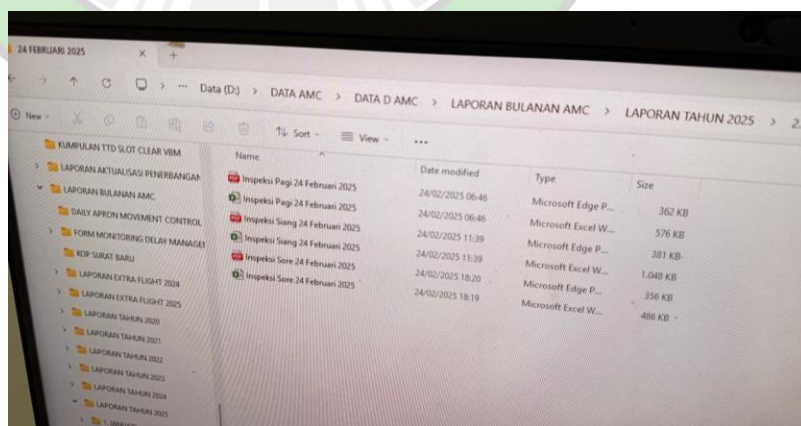 24 FEBRUARI 2025
Data (D:) > DATA AMC > DATA D AMC > LAPORAN BULANAN AMC > LAPORAN TAHUN 2025 > 2.
New Sort View ...
Name Date modified Type Size
Inspeksi Pagi 24 Februari 2025 24/02/2025 06:46 Microsoft Edge P... 362 KB
Inspeksi Pagi 24 Februari 2025 24/02/2025 06:46 Microsoft Excel W... 576 KB
Inspeksi Siang 24 Februari 2025 24/02/2025 11:39 Microsoft Edge P... 381 KB
Inspeksi Siang 24 Februari 2025 24/02/2025 11:39 Microsoft Excel W... 1.048 KB
Inspeksi Sore 24 Februari 2025 24/02/2025 18:20 Microsoft Edge P... 356 KB
Inspeksi Sore 24 Februari 2025 24/02/2025 18:19 Microsoft Excel W... 486 KB
KUMPULAN TTD SLOT CLEAR VBM
LAPORAN AKTUALISASI PENERBANGAN
LAPORAN BULANAN AMC
DAILY APRON MOVEMENT CONTROL
FORM MONITORING DELAY MANAGEI
KOP SURAT BARU
LAPORAN EXTRA FLIGHT 2024
LAPORAN EXTRA FLIGHT 2025
LAPORAN TAHUN 2020
LAPORAN TAHUN 2021
LAPORAN TAHUN 2022
LAPORAN TAHUN 2023
LAPORAN TAHUN 2024
LAPORAN TAHUN 2025
1. JANUARI